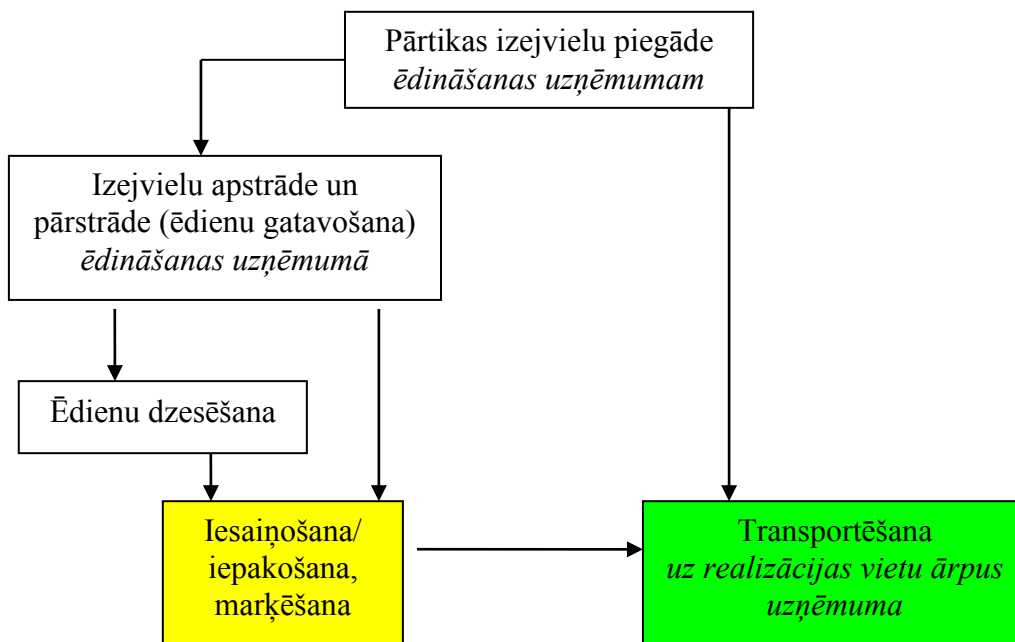 Pārtikas izejvielu piegāde
ēdināšanas uzņēmumam
Izejvielu apstrāde un
pārstrāde (ēdienu gatavošana)
ēdināšanas uzņēmumā
Ēdienu dzesēšana
Iesaiņošana/
iepakošana,
marķēšana
Transportēšana
uz realizācijas vietu ārpus
uzņēmuma